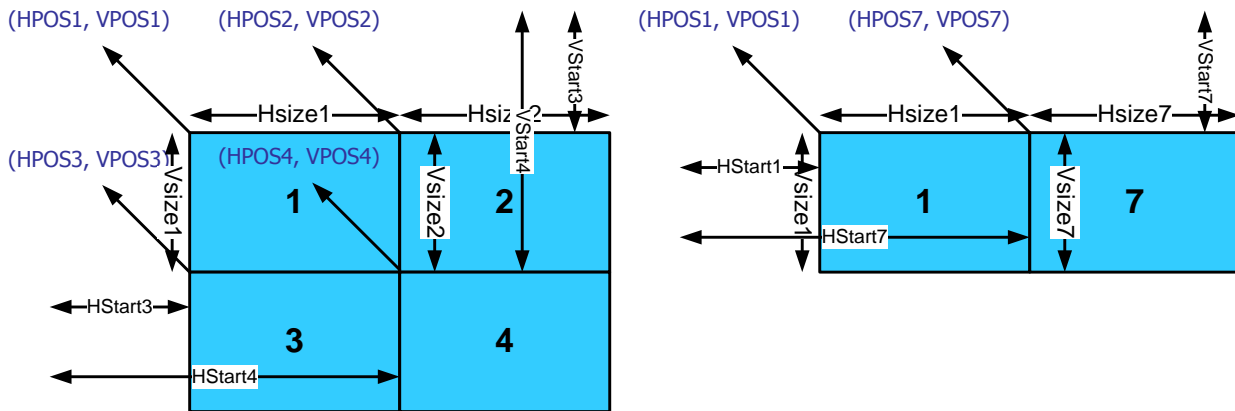 (HPOS1, VPOS1)
(HPOS2, VPOS2)
VStart4
VStart3
Hsize1
Hsize2
(HPOS3, VPOS3)
(HPOS4, VPOS4)
Vsize1
1
Vsize2
2
HStart3
3
4
HStart4
(HPOS1, VPOS1)
(HPOS7, VPOS7)
VStart7
Hsize1
Hsize7
HStart1
Vsize1
1
Vsize7
7
HStart7